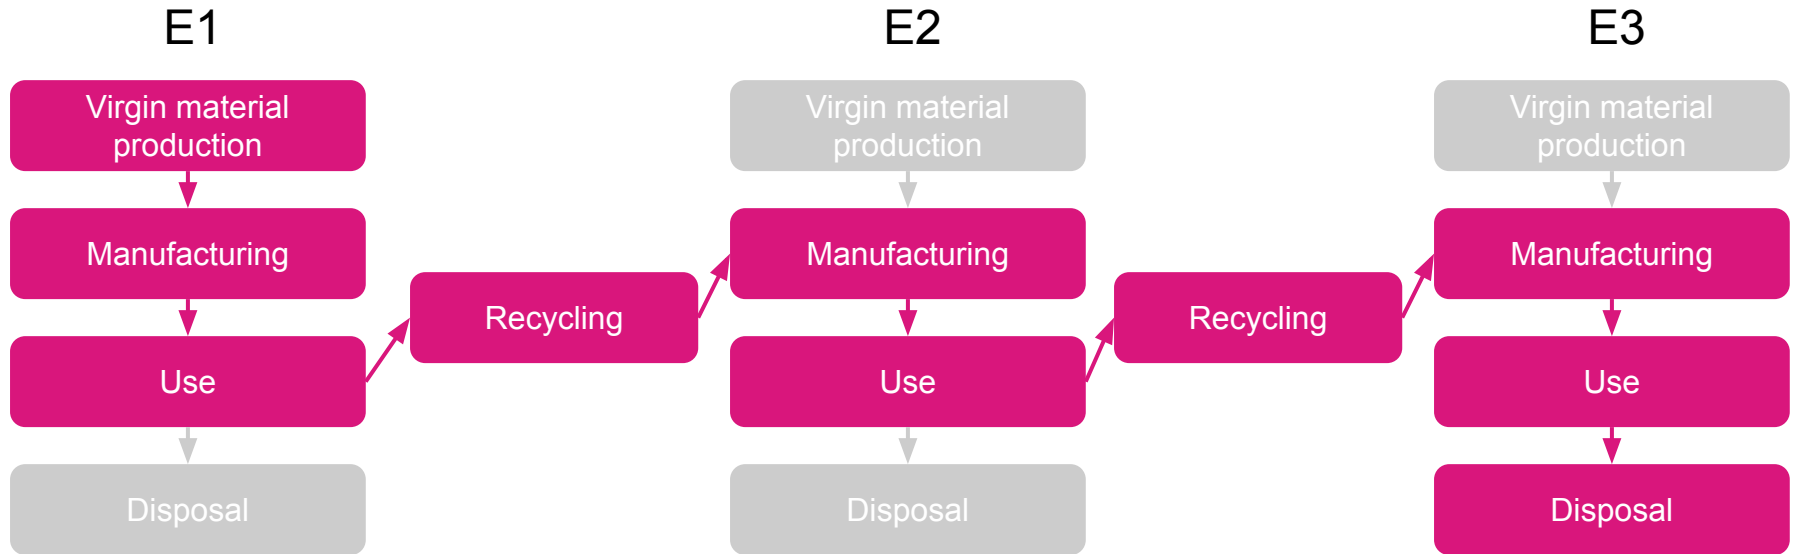 E1
E2
E3
Virgin material
production
Virgin material
production
Virgin material
production
Manufacturing
Manufacturing
Manufacturing
Recycling
Recycling
Use
Use
Use
Disposal
Disposal
Disposal